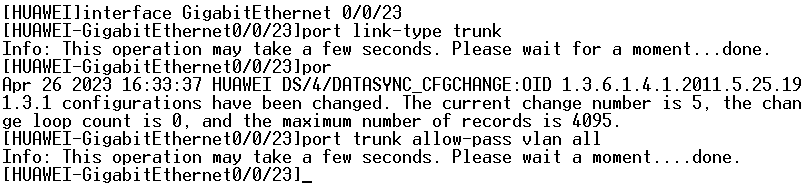 [HUAWEI]interface GigabitEthernet 0/0/23
[HUAWEI-GigabitEthernet0/0/23]port link-type trunk
Info: This operation may take a few seconds. Please wait for a moment...done.
[HUAWEI-GigabitEthernet0/0/23]por
Apr 26 2023 16:33:37 HUAWEI DS/4/DATASYNC_CFGCHANGE:OID 1.3.6.1.4.1.2011.5.25.19
1.3.1 configurations have been changed. The current change number is 5, the chan
ge loop count is 0, and the maximum number of records is 4095.
[HUAWEI-GigabitEthernet0/0/23]port trunk allow-pass vlan all
Info: This operation may take a few seconds. Please wait a moment....done.
[HUAWEI-GigabitEthernet0/0/23]_